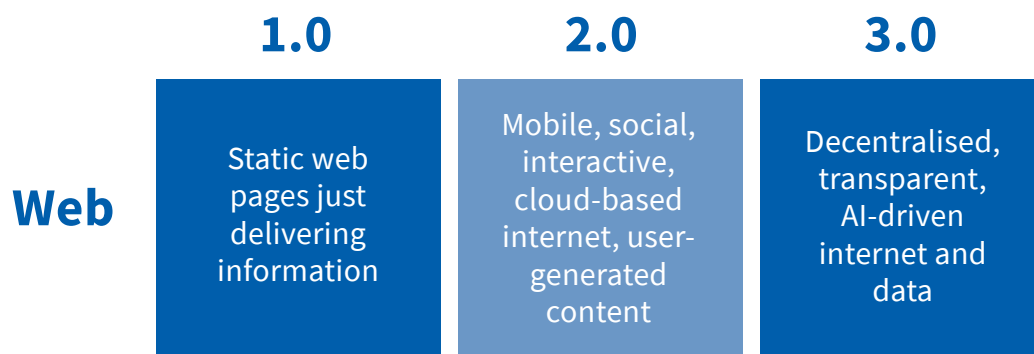 1.0
2.0
3.0
Web
Static web
pages just
delivering
information
Mobile, social,
interactive,
cloud-based
internet, user-
generated
content
Decentralised,
transparent,
AI-driven
internet and
data